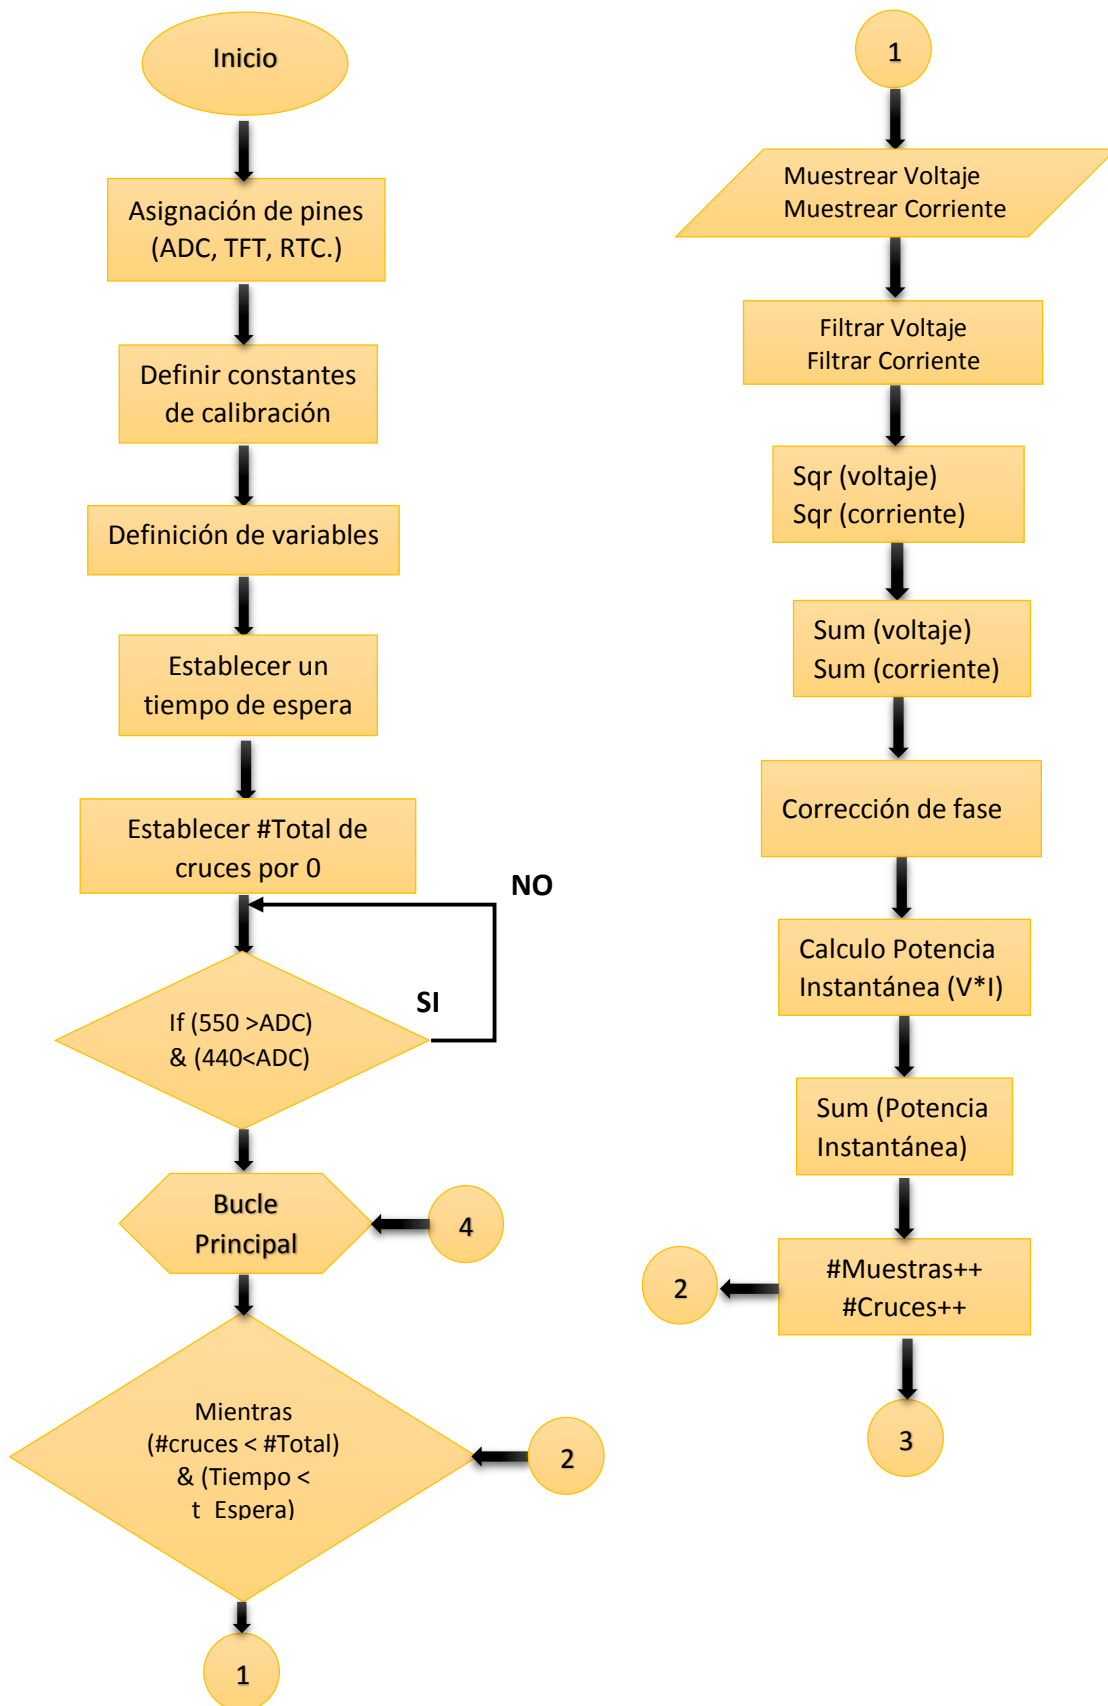 Inicio
Asignación de pines
(ADC, TFT, RTC.)
Definir constantes
de calibración
Definición de variables
Establecer un
tiempo de espera
Establecer #Total de
cruces por 0
NO
SI
If (550 >ADC)
& (440<ADC)
Bucle
Principal
4
Mientras
(#cruces < #Total)
& (Tiempo <
t_Espera)
2
1
1
Muestrear Voltaje
Muestrear Corriente
Filtrar Voltaje
Filtrar Corriente
Sqr (voltaje)
Sqr (corriente)
Sum (voltaje)
Sum (corriente)
Corrección de fase
Calculo Potencia
Instantánea (V*I)
Sum (Potencia
Instantánea)
#Muestras++
#Cruces++
2
3